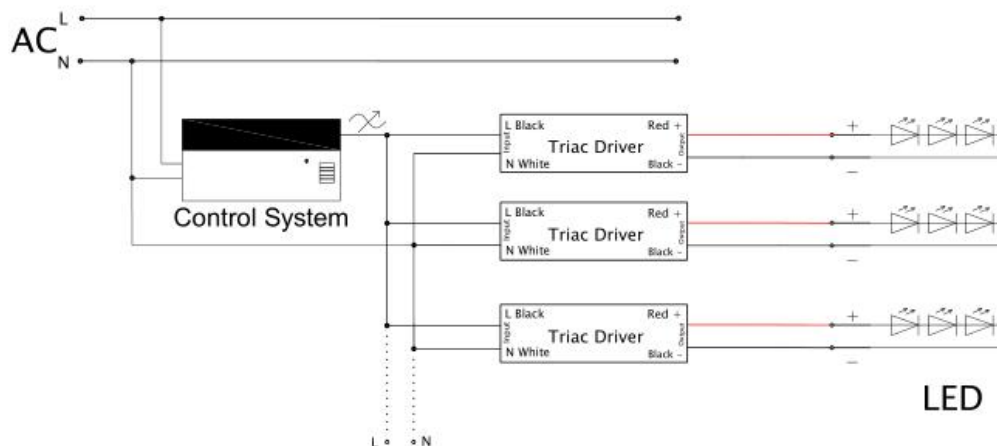 L
AC
N
Control System
L Black
Red +
Input
Triac Driver
Output
N White
Black -
+
−
L Black
Red +
Input
Triac Driver
Output
N White
Black -
+
−
L Black
Red +
Input
Triac Driver
Output
N White
Black -
+
−
LED
L
N